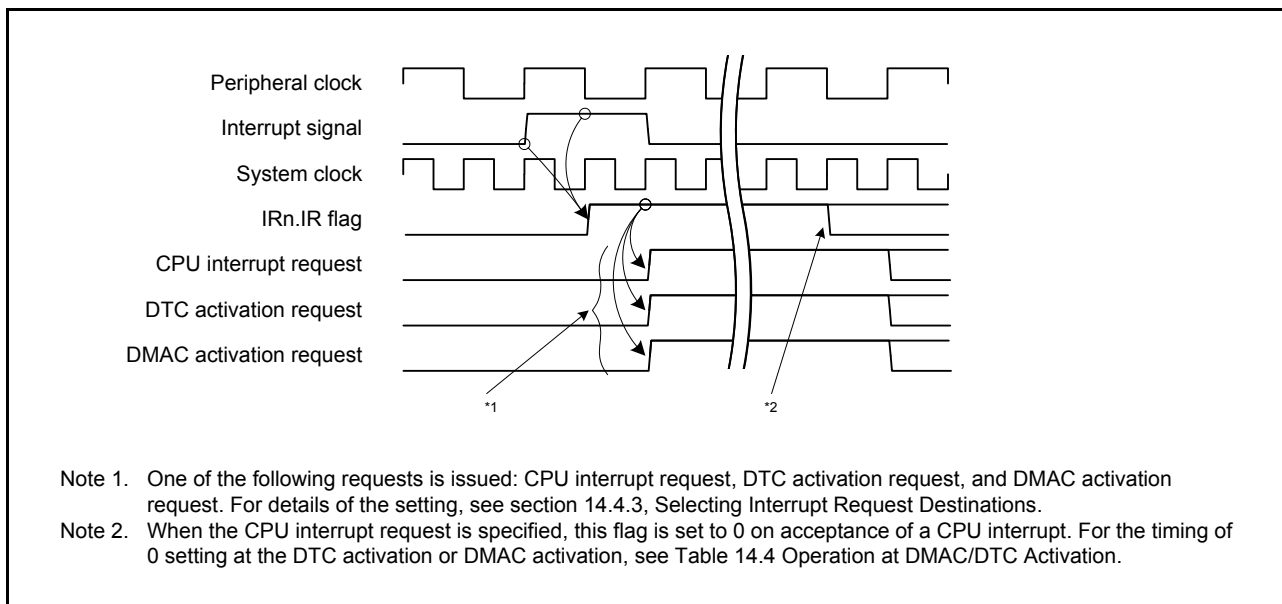 Peripheral clock
Interrupt signal
System clock
IRn.IR flag
CPU interrupt request
DTC activation request
DMAC activation request
*1
*2
Note 1. One of the following requests is issued: CPU interrupt request, DTC activation request, and DMAC activation
request. For details of the setting, see section 14.4.3, Selecting Interrupt Request Destinations.
Note 2. When the CPU interrupt request is specified, this flag is set to 0 on acceptance of a CPU interrupt. For the timing of
0 setting at the DTC activation or DMAC activation, see Table 14.4 Operation at DMAC/DTC Activation.